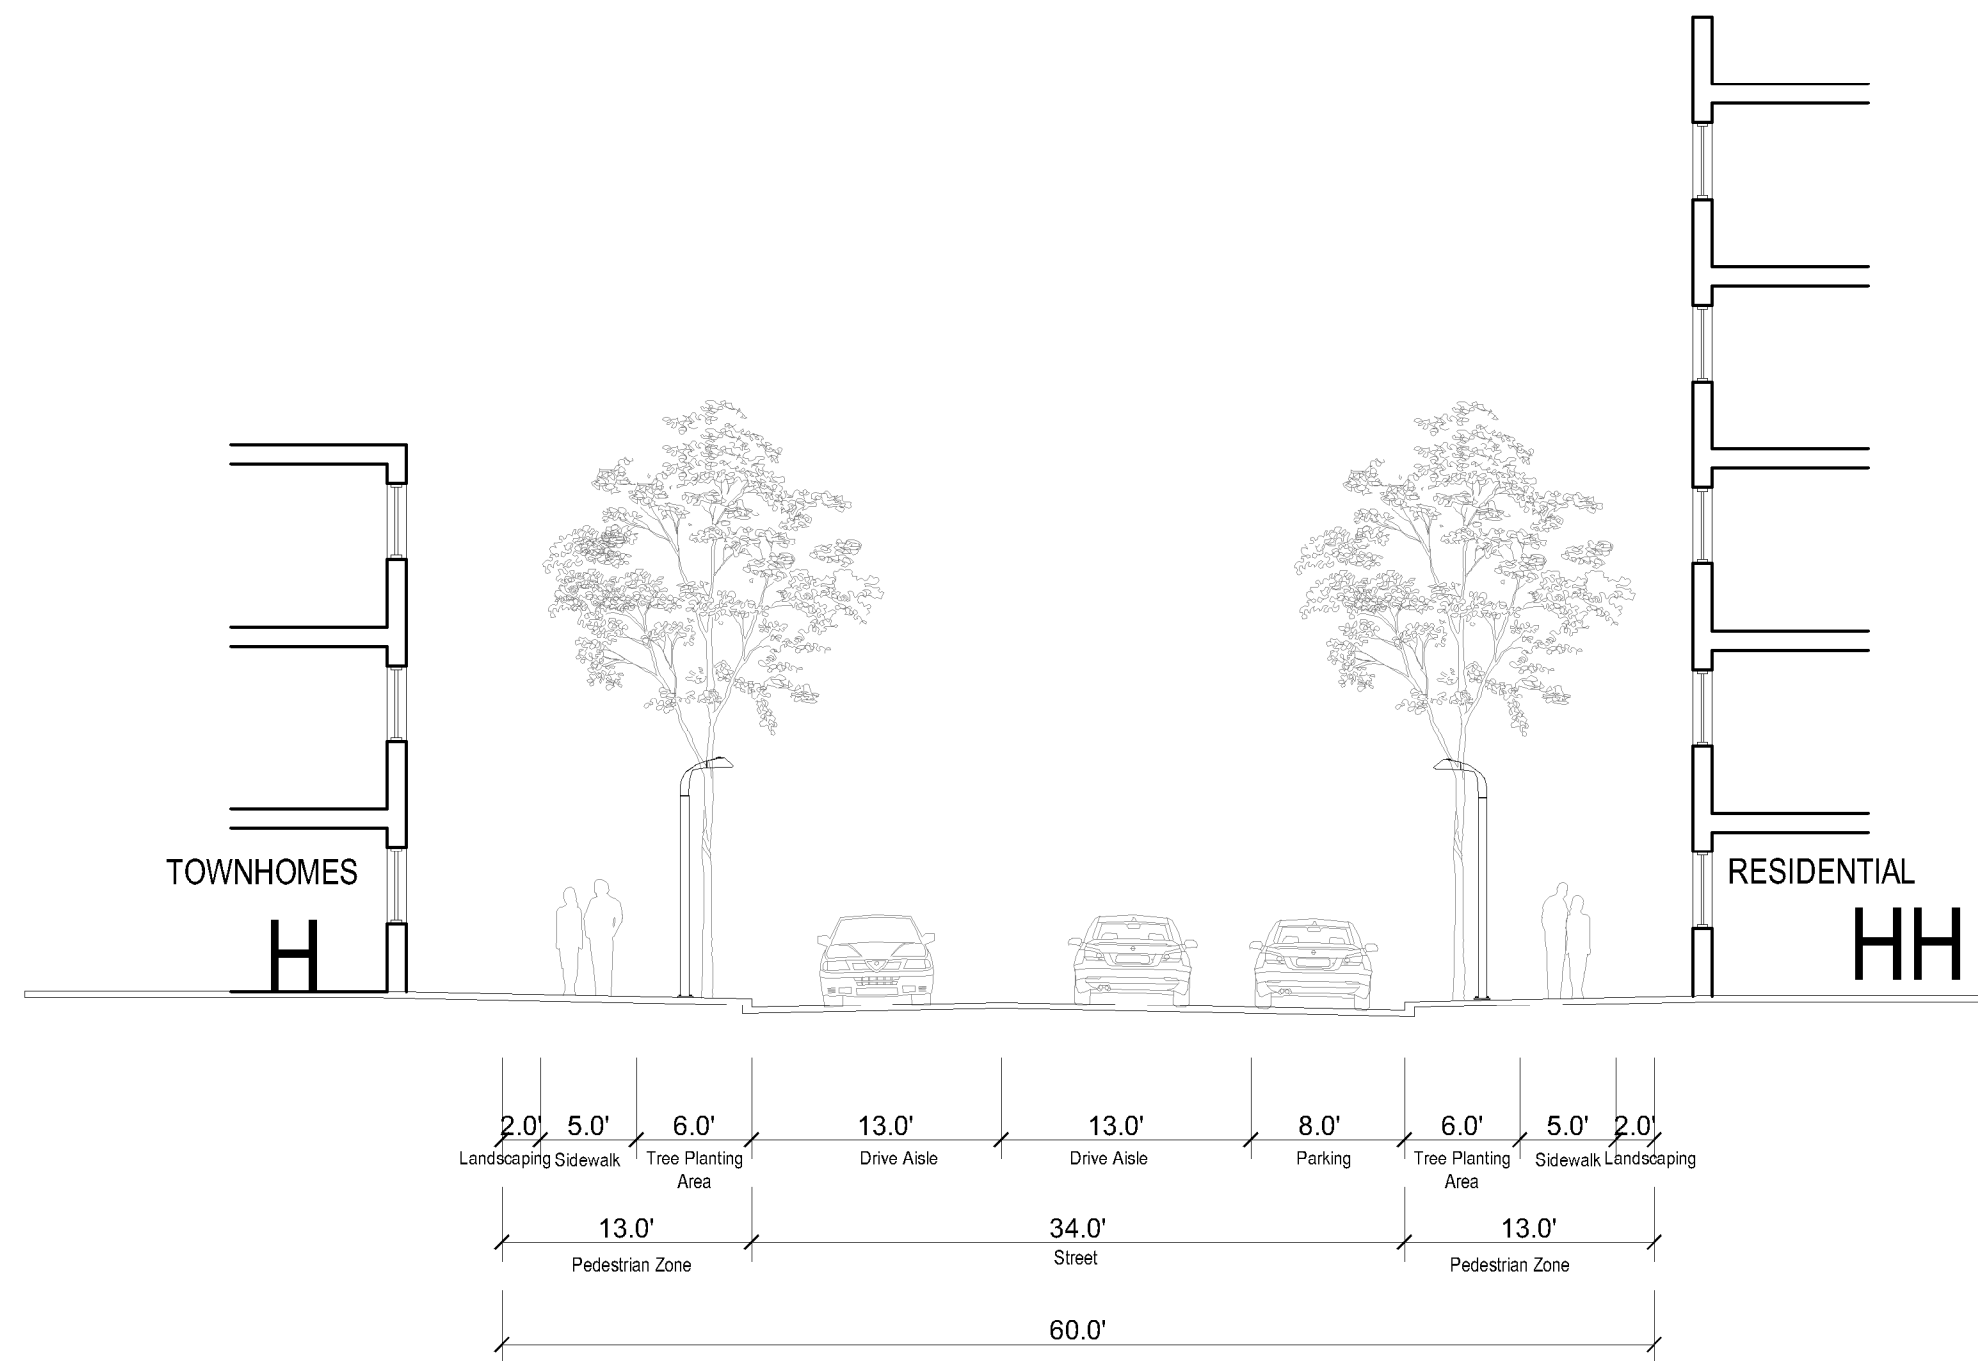 TOWNHOMES
RESIDENTIAL
H
HH
2.0' 5.0' 6.0' 13.0' 13.0' 8.0' 6.0' 5.0' 2.0'
Landscaping Sidewalk Tree Planting Drive Aisle Drive Aisle Parking Tree Planting Sidewalk Landscaping
Area Area
13.0' 34.0' 13.0'
Pedestrian Zone Street Pedestrian Zone
60.0'